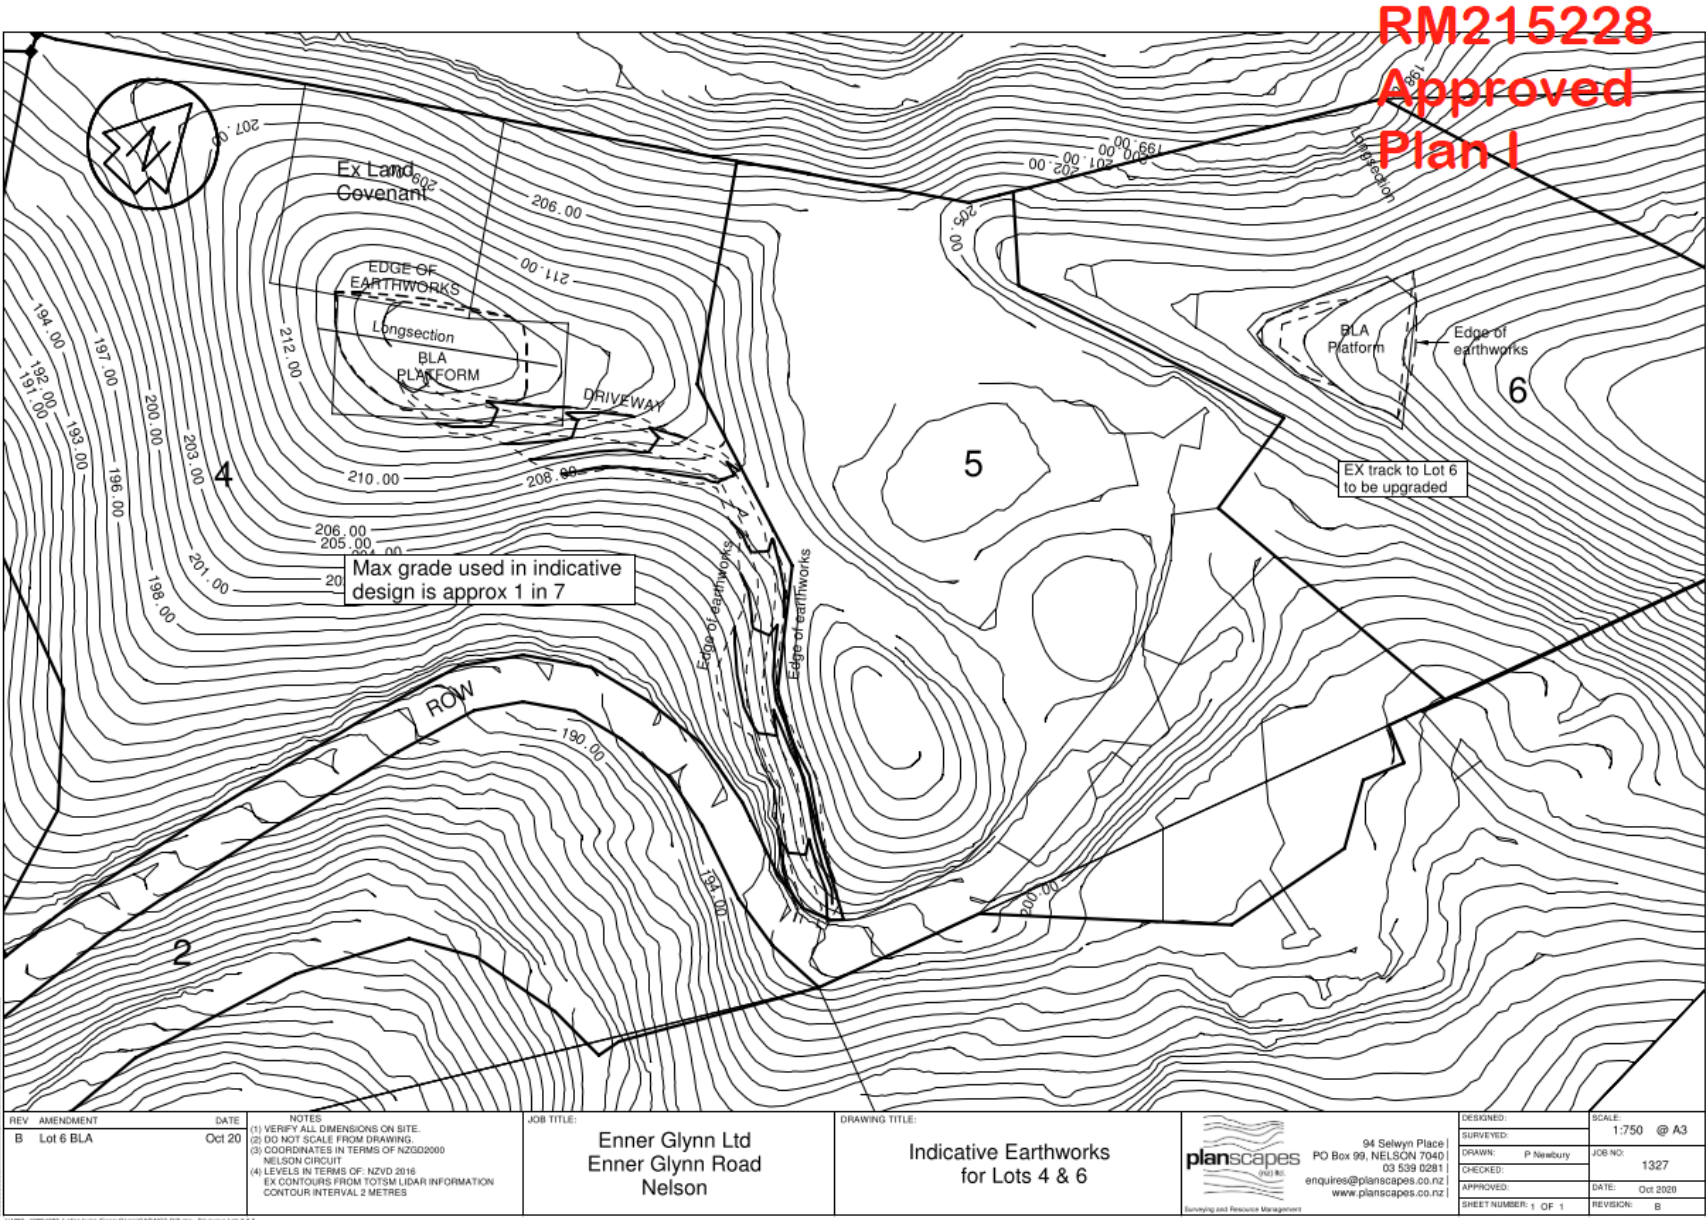 RM215228
Approved
Plan I
198
207.00
Ex Land
Covenant
209.00
206.00
211.00
199.00
200.00
201.00
202.00
205.00
Longsection
EDGE OF
EARTHWORKS
Longsection
BLA
PLATFORM
DRIVEWAY
BLA
Platform
Edge of
earthworks
6
194.00
192.00
191.00
197.00
193.00
200.00
196.00
203.00
212.00
4
210.00
208.00
5
EX track to Lot 6
to be upgraded
206.00
205.00
201.00
198.00
Max grade used in indicative
design is approx 1 in 7
Edge of earthworks
Edge of earthworks
ROW
190.00
194.00
200.00
2
REV AMENDMENT DATE
B Lot 6 BLA Oct 20
NOTES
(1) VERIFY ALL DIMENSIONS ON SITE.
(2) DO NOT SCALE FROM DRAWING.
(3) COORDINATES IN TERMS OF NZGD2000
NELSON CIRCUIT
(4) LEVELS IN TERMS OF: NZVD 2016
EX CONTOURS FROM TOTSM LIDAR INFORMATION
CONTOUR INTERVAL 2 METRES
JOB TITLE:
Enner Glynn Ltd
Enner Glynn Road
Nelson
DRAWING TITLE:
Indicative Earthworks
for Lots 4 & 6
planscapes
(nz) ltd.
Surveying and Resource Management
94 Selwyn Place |
PO Box 99, NELSON 7040 |
03 539 0281 |
enquires@planscapes.co.nz |
www.planscapes.co.nz |
DESIGNED:
SURVEYED:
DRAWN: P Newbury
CHECKED:
APPROVED:
SHEET NUMBER: 1 OF 1
SCALE:
1:750 @ A3
JOB NO:
1327
DATE: Oct 2020
REVISION: B